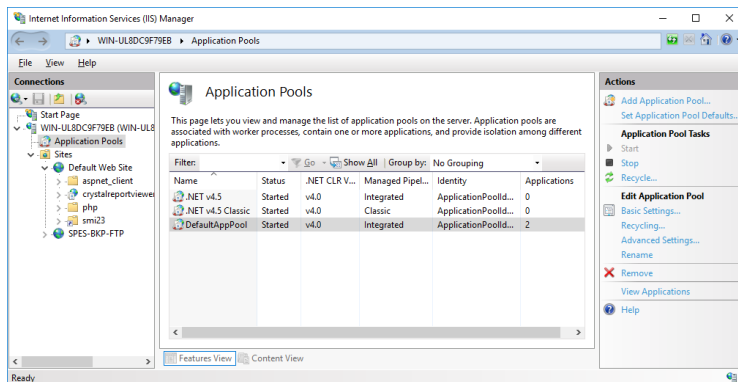 Internet Information Services (IIS) Manager
WIN-UL8DC9F79EB Application Pools
File View Help
Connections
Start Page
WIN-UL8DC9F79EB (WIN-UL8
Application Pools
Sites
Default Web Site
aspnet_client
crystalreportviewer
php
smi23
SPES-BKP-FTP
Application Pools
This page lets you view and manage the list of application pools on the server. Application pools are
associated with worker processes, contain one or more applications, and provide isolation among different
applications.
Filter: Go Show All Group by: No Grouping
Name Status .NET CLR V... Managed Pipel... Identity Applications
.NET v4.5 Started v4.0 Integrated ApplicationPoolId... 0
.NET v4.5 Classic Started v4.0 Classic ApplicationPoolId... 0
DefaultAppPool Started v4.0 Integrated ApplicationPoolId... 2
Features View Content View
Actions
Add Application Pool...
Set Application Pool Defaults..
Application Pool Tasks
Start
Stop
Recycle...
Edit Application Pool
Basic Settings...
Recycling...
Advanced Settings...
Rename
Remove
View Applications
Help
Ready